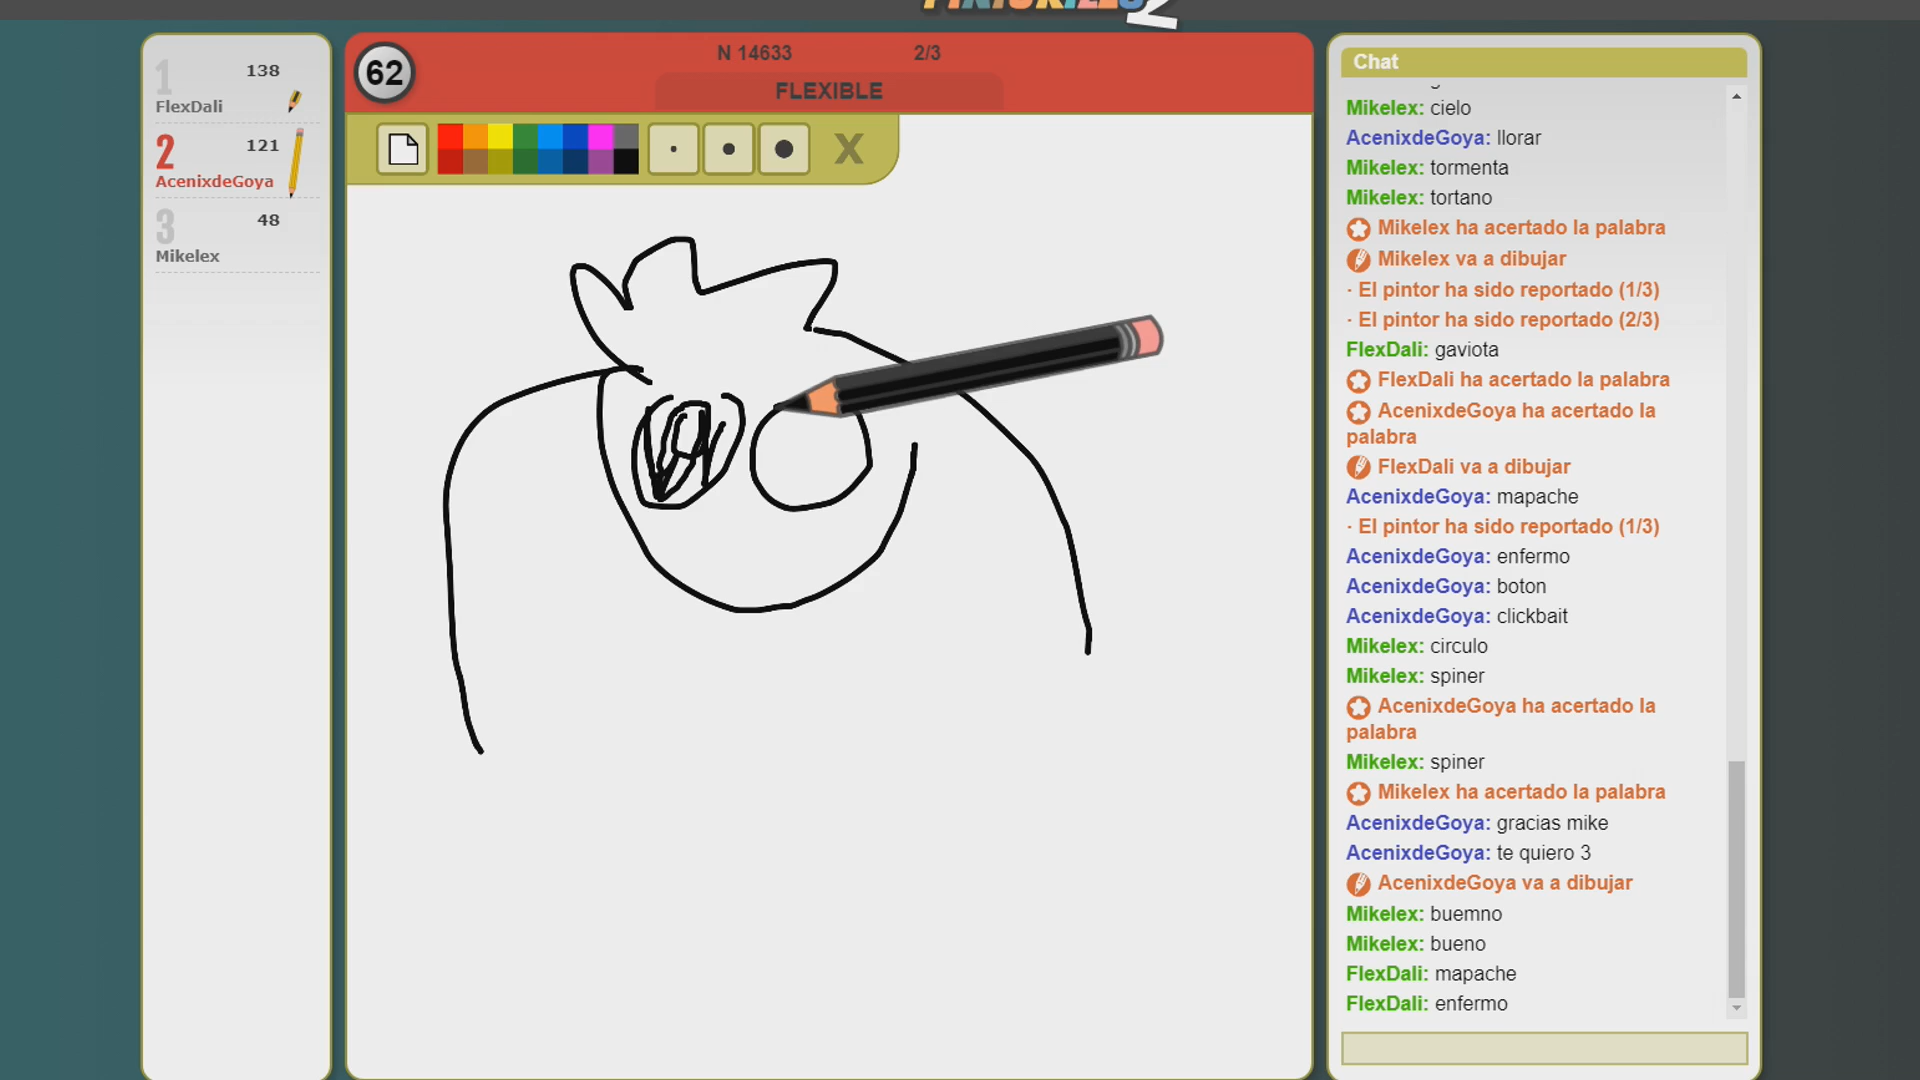 PINTURILLO 2
62
N 14633
2/3
FLEXIBLE
1
138
FlexDali
2
121
AcenixdeGoya
3
48
Mikelex
X
Chat
Mikelex: cielo
AcenixdeGoya: llorar
Mikelex: tormenta
Mikelex: tortano
Mikelex ha acertado la palabra
Mikelex va a dibujar
· El pintor ha sido reportado (1/3)
· El pintor ha sido reportado (2/3)
FlexDali: gaviota
FlexDali ha acertado la palabra
AcenixdeGoya ha acertado la
palabra
FlexDali va a dibujar
AcenixdeGoya: mapache
· El pintor ha sido reportado (1/3)
AcenixdeGoya: enfermo
AcenixdeGoya: boton
AcenixdeGoya: clickbait
Mikelex: circulo
Mikelex: spiner
AcenixdeGoya ha acertado la
palabra
Mikelex: spiner
Mikelex ha acertado la palabra
AcenixdeGoya: gracias mike
AcenixdeGoya: te quiero 3
AcenixdeGoya va a dibujar
Mikelex: buemno
Mikelex: bueno
FlexDali: mapache
FlexDali: enfermo